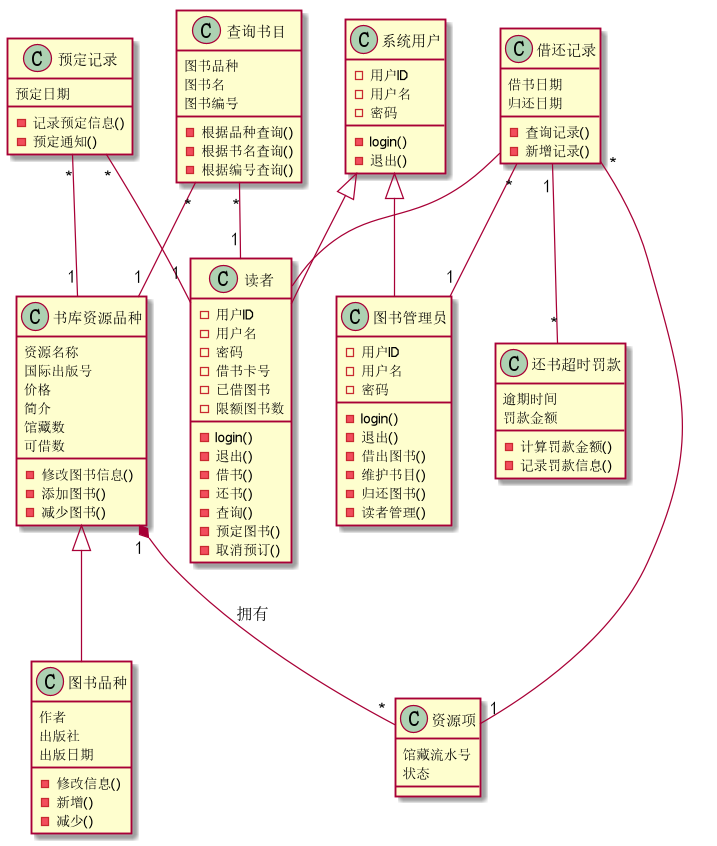 C 预定记录
预定日期
记录预定信息()
预定通知()
C 查询书目
图书品种
图书名
图书编号
根据品种查询()
根据书名查询()
根据编号查询()
C 系统用户
用户ID
用户名
密码
login()
退出()
C 借还记录
借书日期
归还日期
查询记录()
新增记录()
*
*
*
*
*
1
*
1
1
1
1
1
*
C 书库资源品种
资源名称
国际出版号
价格
简介
馆藏数
可借数
修改图书信息()
添加图书()
减少图书()
C 读者
用户ID
用户名
密码
借书卡号
已借图书
限额图书数
login()
退出()
借书()
还书()
查询()
预定图书()
取消预订()
C 图书管理员
用户ID
用户名
密码
login()
退出()
借出图书()
维护书目()
归还图书()
读者管理()
C 还书超时罚款
逾期时间
罚款金额
计算罚款金额()
记录罚款信息()
1
拥有
*
1
C 图书品种
作者
出版社
出版日期
修改信息()
新增()
减少()
C 资源项
馆藏流水号
状态